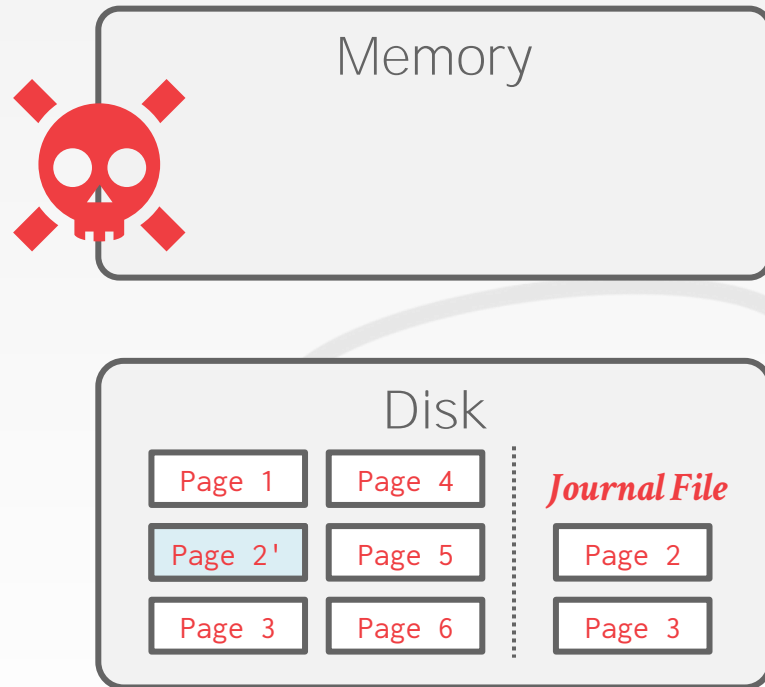 Memory
Disk
Page 1
Page 4
Journal File
Page 2'
Page 5
Page 2
Page 3
Page 6
Page 3